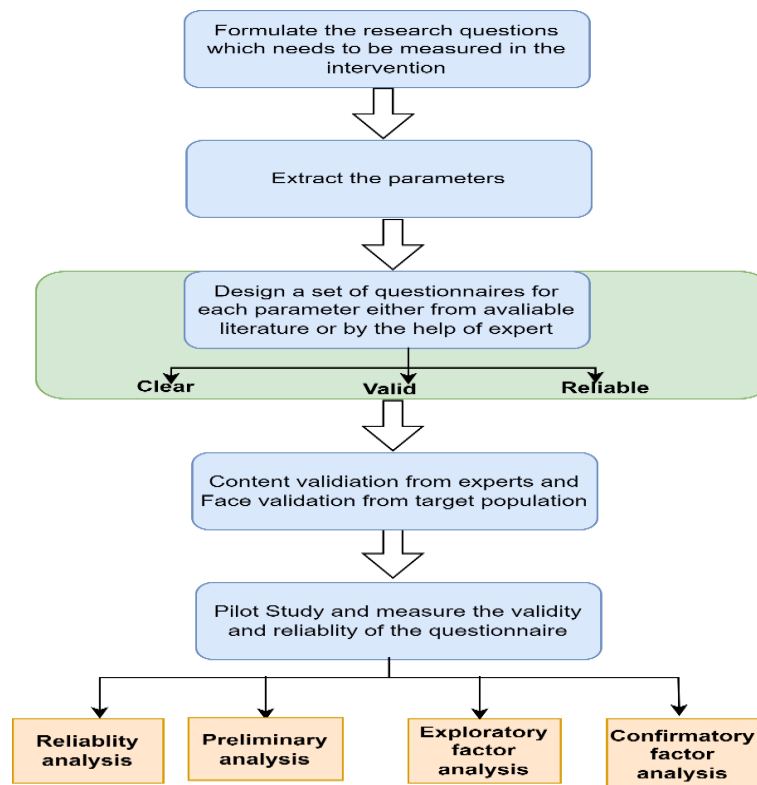 Formulate the research questions
which needs to be measured in the
intervention
Extract the parameters
Design a set of questionnaires for
each parameter either from avaliable
literature or by the help of expert
Clear
Valid
Reliable
Content validiation from experts and
Face validation from target population
Pilot Study and measure the validity
and reliablity of the questionnaire
Reliablity
analysis
Preliminary
analysis
Exploratory
factor
analysis
Confirmatory
factor
analysis